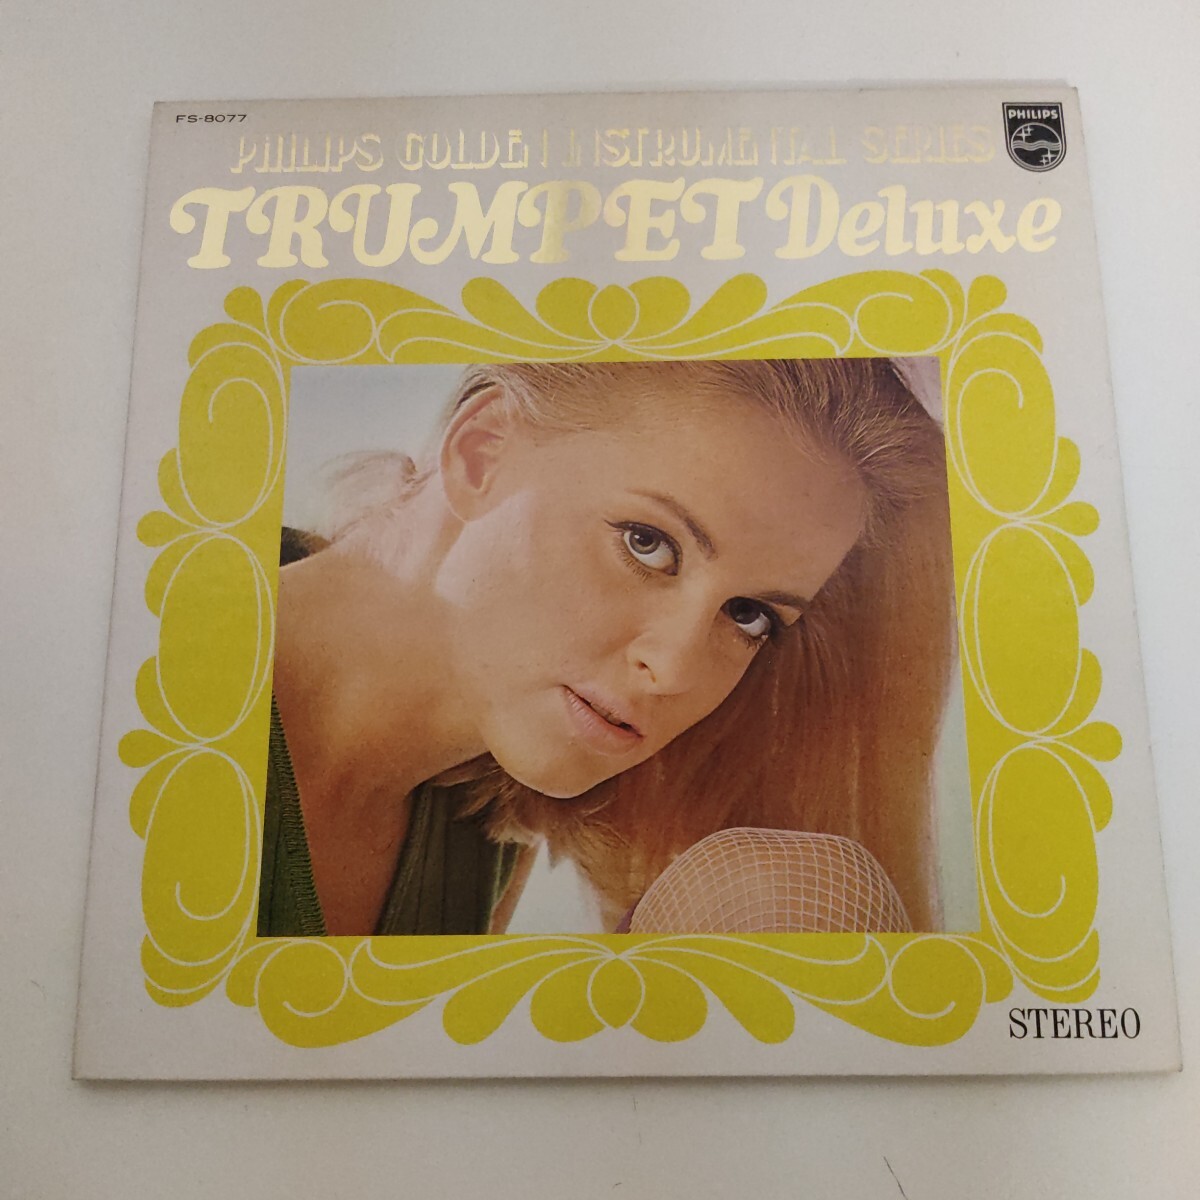 FS-8077
PHILIPS GOLDEN INSTRUMENTAL SERIES
PHILIPS
TRUMPET Deluxe
STEREO